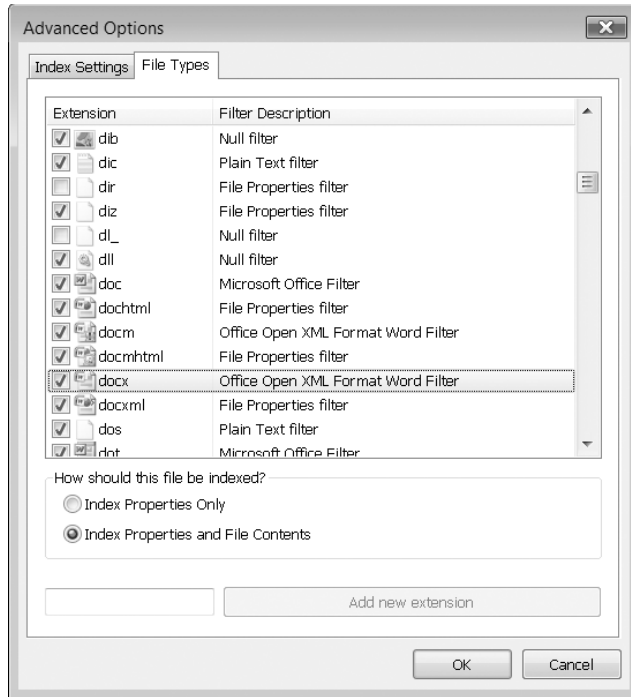 Advanced Options
Index Settings File Types
Extension Filter Description
dib Null filter
dic Plain Text filter
dir File Properties filter
diz File Properties filter
dl_ Null filter
dll Null filter
doc Microsoft Office Filter
dochtml File Properties filter
docm Office Open XML Format Word Filter
docmhtml File Properties filter
docx Office Open XML Format Word Filter
docxml File Properties filter
dos Plain Text filter
dot Microsoft Office Filter
How should this file be indexed?
Index Properties Only
Index Properties and File Contents
Add new extension
OK Cancel